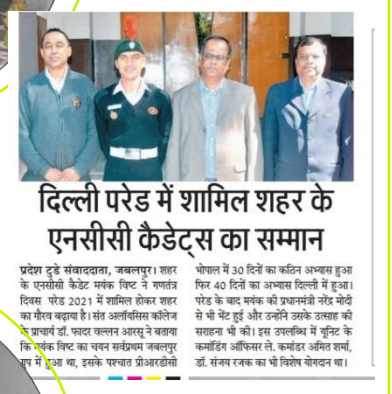 दिल्ली परेड में शामिल शहर के
एनसीसी कैडेट्स का सम्मान
प्रदेश टुडे संवाददाता, जबलपुर। शहर
के एनसीसी कैडेट मयंक विष्ट ने गणतंत्र
दिवस परेड 2021 में शामिल होकर शहर
का गौरव बढ़ाया है। संत अलॉयसिस कॉलेज
के प्राचार्य डॉ. फादर वल्लन आरसू ने बताया
कि मयंक विष्ट का चयन सर्वप्रथम जबलपुर
ग्रुप में हुआ था, इसके पश्चात प्रीआरडीसी
भोपाल में 30 दिनों का कठिन अभ्यास हुआ
फिर 40 दिनों का अभ्यास दिल्ली में हुआ।
परेड के बाद मयंक की प्रधानमंत्री नरेंद्र मोदी
से भी भेंट हुई और उन्होंने उसके उत्साह की
सराहना भी की। इस उपलब्धि में यूनिट के
कमांडिंग ऑफिसर ले. कमांडर अमित शर्मा,
डॉ. संजय रजक का भी विशेष योगदान था।